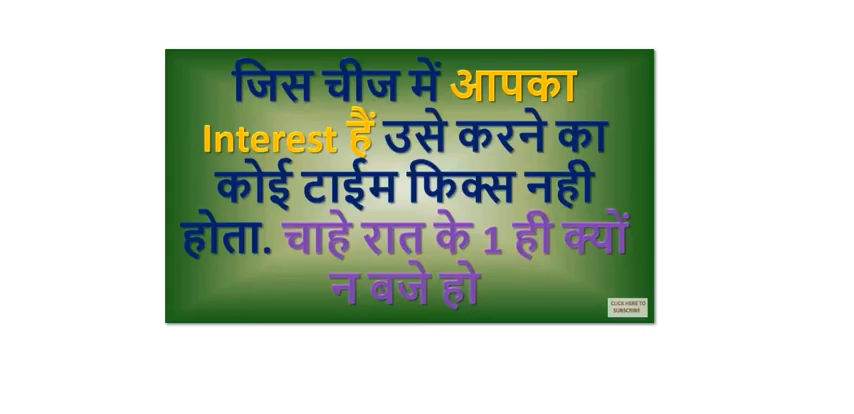 जिस चीज में आपका
Interest हैं उसे करने का
कोई टाईम फिक्स नही
होता. चाहे रात के 1 ही क्यों
न बजे हो
CLICK HERE TO
SUBSCRIBE